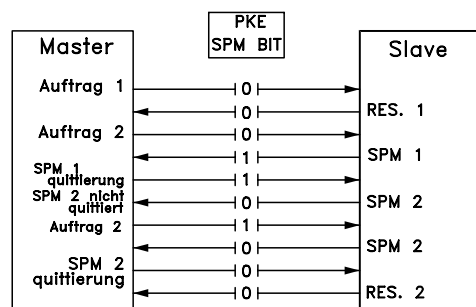 PKE
SPM BIT
Master
Slave
Auftrag 1
0
0
RES. 1
Auftrag 2
0
1
SPM 1
SPM 1
quittierung
1
SPM 2 nicht
quittiert
0
SPM 2
Auftrag 2
1
0
SPM 2
SPM 2
quittierung
0
0
RES. 2